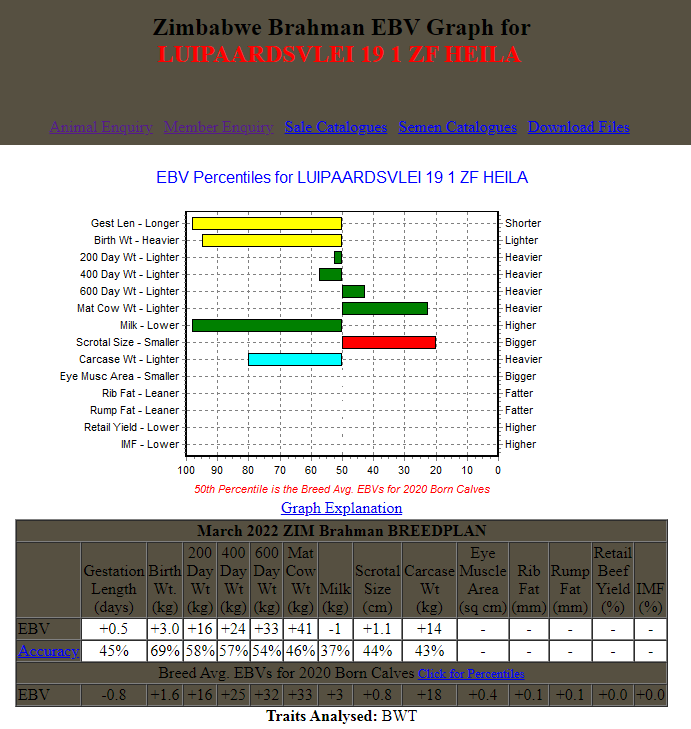 Zimbabwe Brahman EBV Graph for
LUIPAARDSVLEI 19 1 ZF HEILA
Animal Enquiry Member Enquiry Sale Catalogues Semen Catalogues Download Files
EBV Percentiles for LUIPAARDSVLEI 19 1 ZF HEILA
Gest Len - Longer Shorter
Birth Wt - Heavier Lighter
200 Day Wt - Lighter Heavier
400 Day Wt - Lighter Heavier
600 Day Wt - Lighter Heavier
Mat Cow Wt - Lighter Heavier
Milk - Lower Higher
Scrotal Size - Smaller Bigger
Carcase Wt - Lighter Heavier
Eye Musc Area - Smaller Bigger
Rib Fat - Leaner Fatter
Rump Fat - Leaner Fatter
Retail Yield - Lower Higher
IMF - Lower Higher
100 90 80 70 60 50 40 30 20 10 0
50th Percentile is the Breed Avg. EBVs for 2020 Born Calves
Graph Explanation
March 2022 ZIM Brahman BREEDPLAN
200 400 600 Mat Eye Retail
Gestation Birth Day Day Day Cow Scrotal Carcase Muscle Rib Rump Beef
Length Wt. Wt Wt Wt Wt Milk Size Wt Area Fat Fat Yield IMF
(days) (kg) (kg) (kg) (kg) (kg) (kg) (cm) (kg) (sq cm) (mm) (mm) (%) (%)
EBV +0.5 +3.0 +16 +24 +33 +41 -1 +1.1 +14 - - - - -
Accuracy 45% 69% 58% 57% 54% 46% 37% 44% 43% - - - - -
Breed Avg. EBVs for 2020 Born Calves Click for Percentiles
EBV -0.8 +1.6 +16 +25 +32 +33 +3 +0.8 +18 +0.4 +0.1 +0.1 +0.0 +0.0
Traits Analysed: BWT